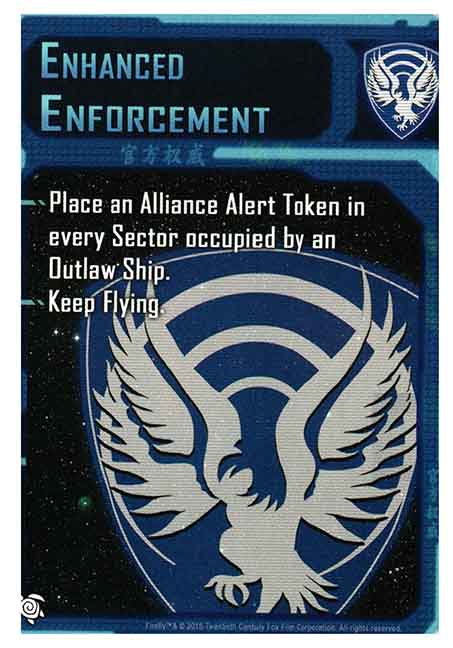 ENHANCED
ENFORCEMENT
官方权威
Place an Alliance Alert Token in
every Sector occupied by an
Outlaw Ship.
Keep Flying.
Firefly™ & © 2015 Twentieth Century Fox Film Corporation. All rights reserved.